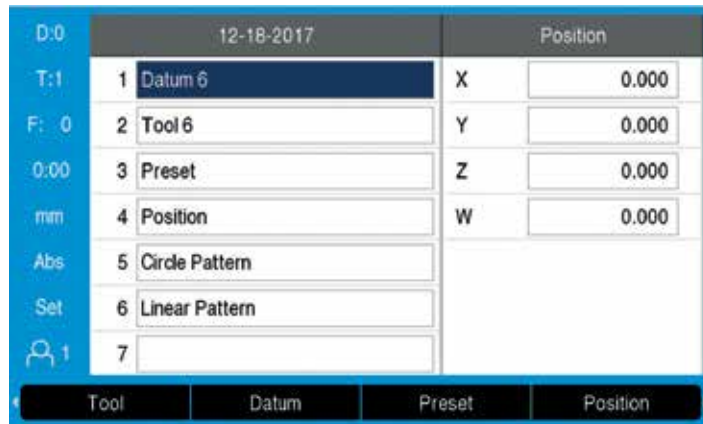 D:0 12-18-2017 Position
T:1 1 Datum 6 X 0.000
F: 0 2 Tool 6 Y 0.000
0:00 3 Preset Z 0.000
mm 4 Position W 0.000
Abs 5 Circle Pattern
Set 6 Linear Pattern
1 7
Tool Datum Preset Position